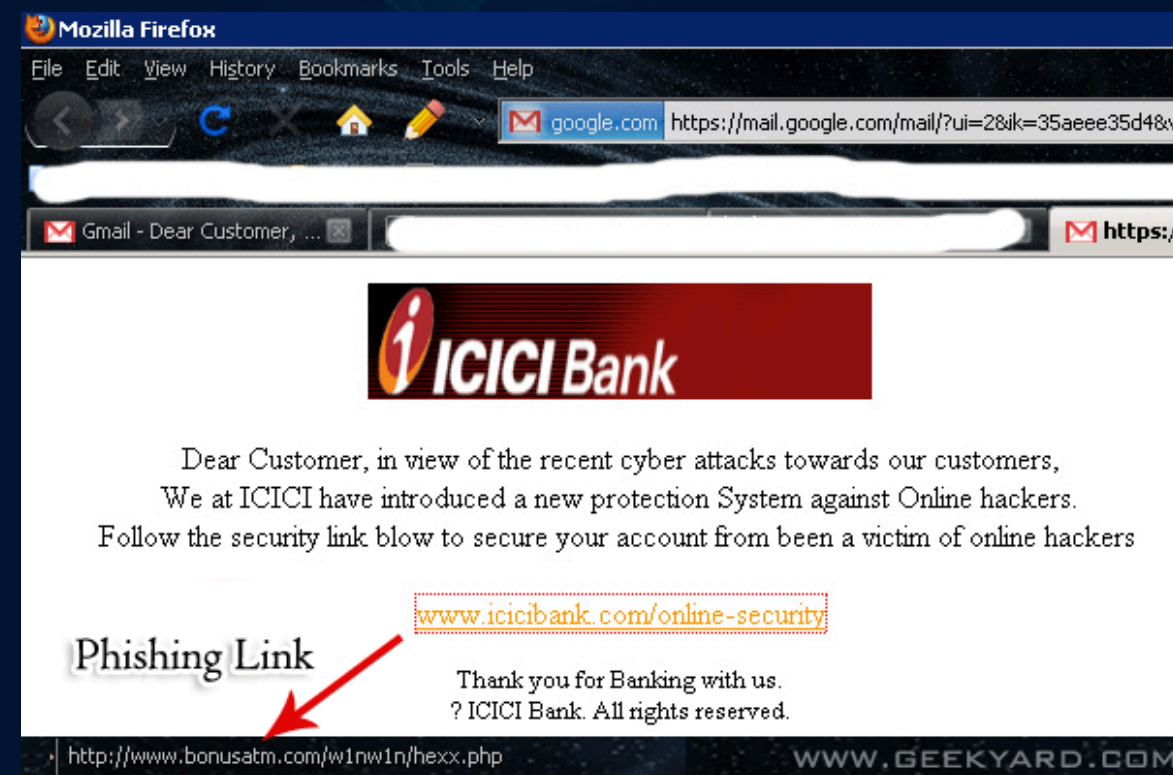 Mozilla Firefox
File Edit View History Bookmarks Tools Help
google.com https://mail.google.com/mail/?ui=2&ik=35aeee35d4&
Gmail - Dear Customer, ...
https:/
i ICICI Bank
Dear Customer, in view of the recent cyber attacks towards our customers,
We at ICICI have introduced a new protection System against Online hackers.
Follow the security link blow to secure your account from been a victim of online hackers
www.icicibank.com/online-security
Phishing Link
Thank you for Banking with us.
? ICICI Bank. All rights reserved.
http://www.bonusatm.com/w1nw1n/hexx.php
WWW.GEEKYARD.COM